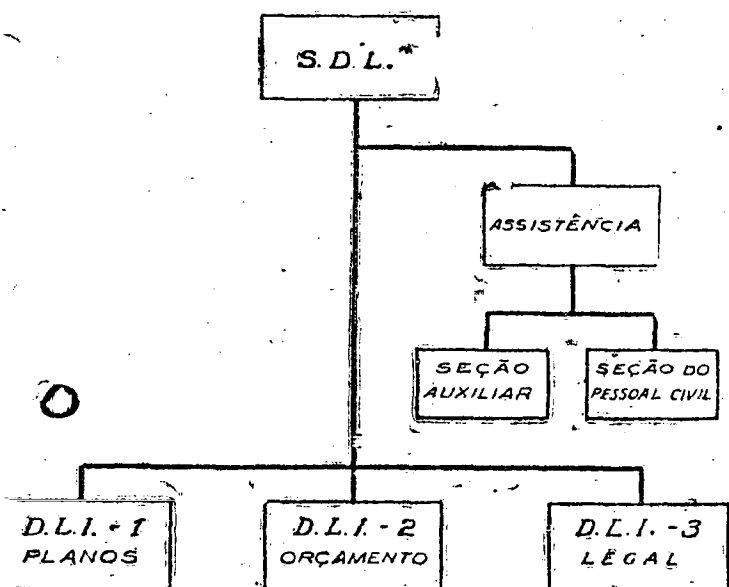 S. D. L.
ASSISTÊNCIA
SEÇÃO
AUXILIAR
SEÇÃO DO
PESSOAL CIVIL
D.L.I. - 1
PLANOS
D.L.I. - 2
ORÇAMENTO
D.L.I. - 3
LEGAL